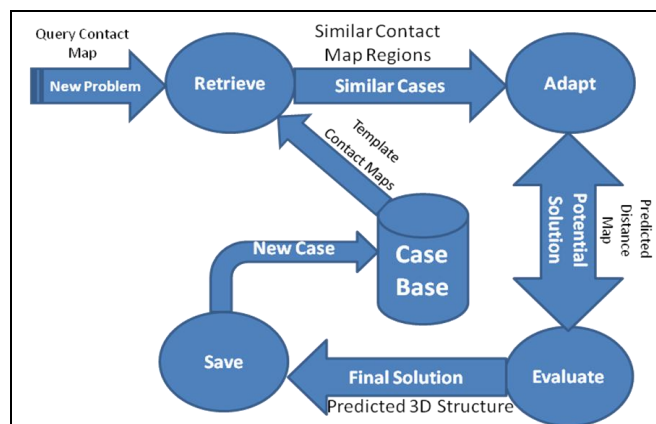 Query Contact
Map
New Problem
Retrieve
Similar Contact
Map Regions
Similar Cases
Adapt
Template
Contact Maps
Potential
Solution
Predicted
Distance
Map
New Case
Case
Base
Save
Final Solution
Predicted 3D Structure
Evaluate